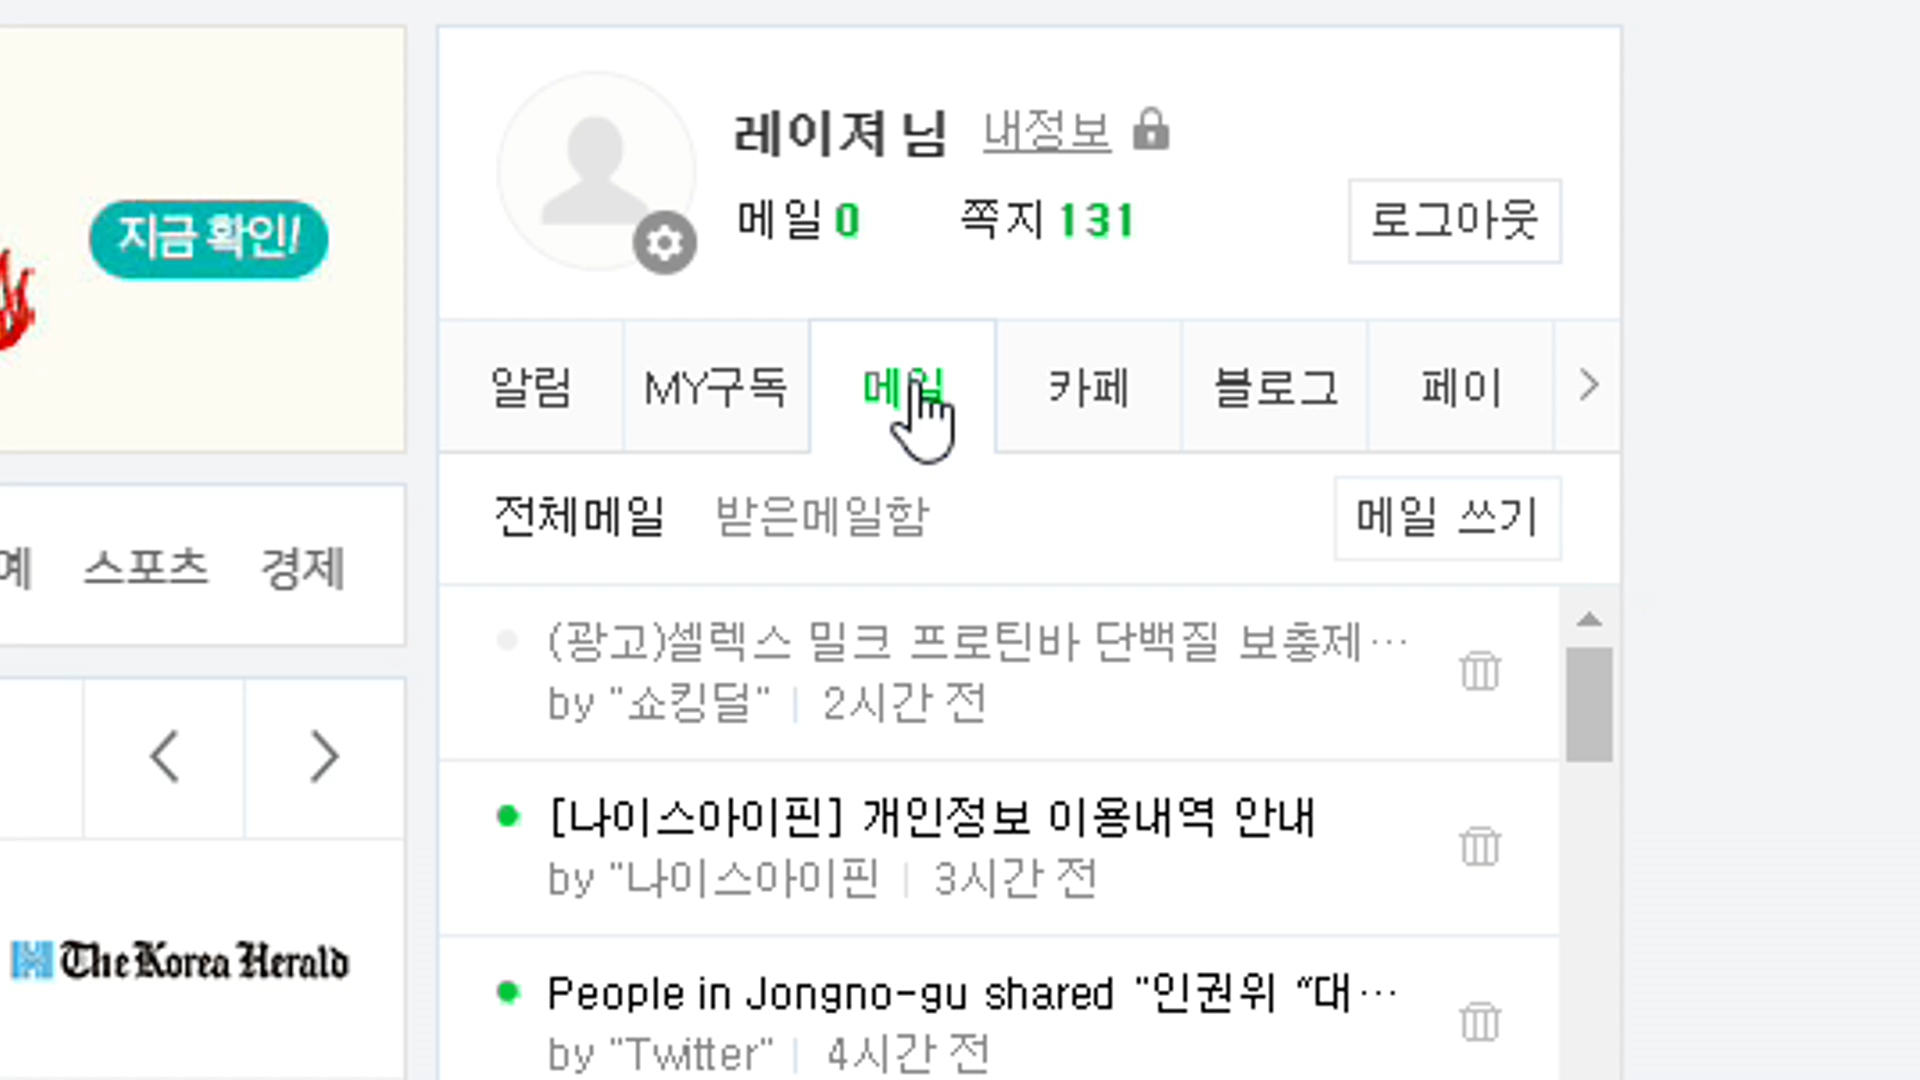 지금 확인!
예 스포츠 경제
The Korea Herald
레이져 님 내정보
메일 0 쪽지 131
로그아웃
알림 MY구독 메일 카페 블로그 페이
전체메일 받은메일함 메일 쓰기
(광고)셀렉스 밀크 프로틴바 단백질 보충제…
by "쇼킹딜" | 2시간 전
[나이스아이핀] 개인정보 이용내역 안내
by "나이스아이핀 | 3시간 전
People in Jongno-gu shared "인권위 “대…
by "Twitter" | 4시간 전